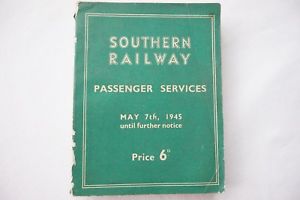 SOUTHERN
RAILWAY
PASSENGER SERVICES
MAY 7th, 1945
until further notice
Price 6D